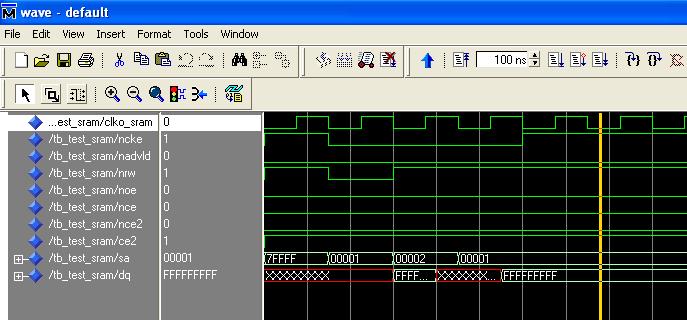 wave - default
File Edit View Insert Format Tools Window
100 ns
...est_sram/clko_sram 0
/tb_test_sram/ncke 1
/tb_test_sram/nadvld 0
/tb_test_sram/nrw 1
/tb_test_sram/noe 0
/tb_test_sram/nce 0
/tb_test_sram/nce2 0
/tb_test_sram/ce2 1
/tb_test_sram/sa 00001 7FFFF 00001 00002 00001
/tb_test_sram/dq FFFFFFFFF XXXXXXXXX FFFF... XXXXXXX... FFFFFFFFF